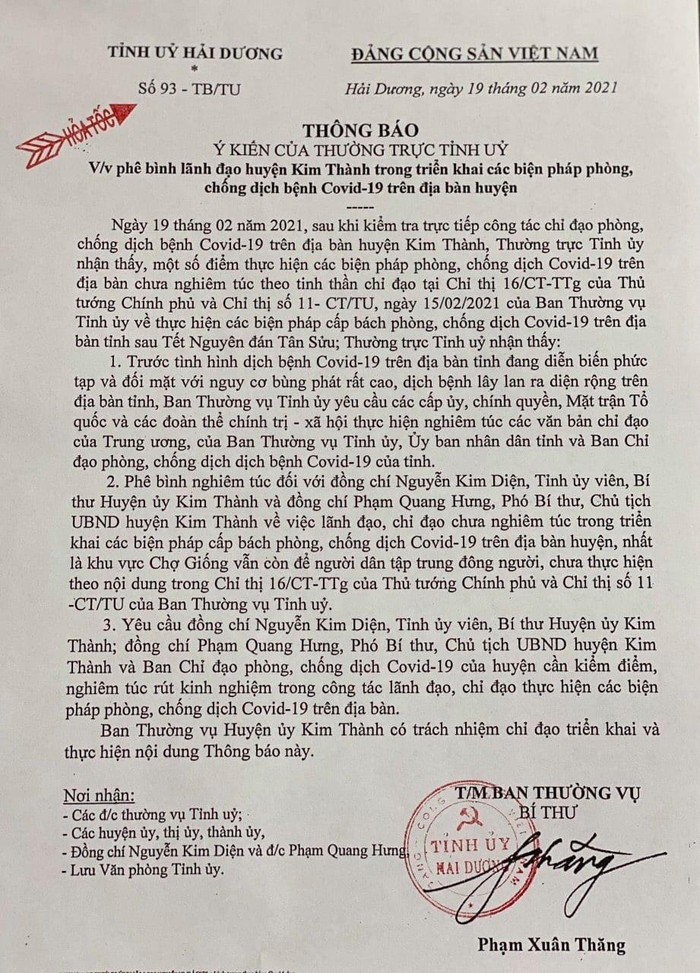 TỈNH UỶ HẢI DƯƠNG
*
Số 93 - TB/TU
HỎA TỐC
ĐẢNG CỘNG SẢN VIỆT NAM
Hải Dương, ngày 19 tháng 02 năm 2021
THÔNG BÁO
Ý KIẾN CỦA THƯỜNG TRỰC TỈNH UỶ
V/v phê bình lãnh đạo huyện Kim Thành trong triển khai các biện pháp phòng,
chống dịch bệnh Covid-19 trên địa bàn huyện
-----
Ngày 19 tháng 02 năm 2021, sau khi kiểm tra trực tiếp công tác chỉ đạo phòng,
chống dịch bệnh Covid-19 trên địa bàn huyện Kim Thành, Thường trực Tỉnh ủy
nhận thấy, một số điểm thực hiện các biện pháp phòng, chống dịch Covid-19 trên
địa bàn chưa nghiêm túc theo tinh thần chỉ đạo tại Chỉ thị 16/CT-TTg của Thủ
tướng Chính phủ và Chỉ thị số 11- CT/TU, ngày 15/02/2021 của Ban Thường vụ
Tỉnh ủy về thực hiện các biện pháp cấp bách phòng, chống dịch Covid-19 trên địa
bàn tỉnh sau Tết Nguyên đán Tân Sửu; Thường trực Tỉnh uỷ nhận thấy:
1. Trước tình hình dịch bệnh Covid-19 trên địa bàn tỉnh đang diễn biến phức
tạp và đối mặt với nguy cơ bùng phát rất cao, dịch bệnh lây lan ra diện rộng trên
địa bàn tỉnh, Ban Thường vụ Tỉnh ủy yêu cầu các cấp ủy, chính quyền, Mặt trận Tổ
quốc và các đoàn thể chính trị - xã hội thực hiện nghiêm túc các văn bản chỉ đạo
của Trung ương, của Ban Thường vụ Tỉnh ủy, Ủy ban nhân dân tỉnh và Ban Chỉ
đạo phòng, chống dịch dịch bệnh Covid-19 của tỉnh.
2. Phê bình nghiêm túc đối với đồng chí Nguyễn Kim Diện, Tỉnh ủy viên, Bí
thư Huyện ủy Kim Thành và đồng chí Phạm Quang Hưng, Phó Bí thư, Chủ tịch
UBND huyện Kim Thành về việc lãnh đạo, chỉ đạo chưa nghiêm túc trong triển
khai các biện pháp cấp bách phòng, chống dịch Covid-19 trên địa bàn huyện, nhất
là khu vực Chợ Giống vẫn còn để người dân tập trung đông người, chưa thực hiện
theo nội dung trong Chỉ thị 16/CT-TTg của Thủ tướng Chính phủ và Chỉ thị số 11
-CT/TU của Ban Thường vụ Tỉnh uỷ.
3. Yêu cầu đồng chí Nguyễn Kim Diện, Tỉnh ủy viên, Bí thư Huyện ủy Kim
Thành; đồng chí Phạm Quang Hưng, Phó Bí thư, Chủ tịch UBND huyện Kim
Thành và Ban Chỉ đạo phòng, chống dịch Covid-19 của huyện cần kiểm điểm,
nghiêm túc rút kinh nghiệm trong công tác lãnh đạo, chỉ đạo thực hiện các biện
pháp phòng, chống dịch Covid-19 trên địa bàn.
Ban Thường vụ Huyện ủy Kim Thành có trách nhiệm chỉ đạo triển khai và
thực hiện nội dung Thông báo này.
Nơi nhận:
- Các đ/c thường vụ Tỉnh uỷ;
- Các huyện ủy, thị ủy, thành ủy,
- Đồng chí Nguyễn Kim Diện và đ/c Phạm Quang Hưng,
- Lưu Văn phòng Tỉnh ủy.
T/M BAN THƯỜNG VỤ
BÍ THƯ
TỈNH ỦY
HẢI DƯƠNG
Phạm Xuân Thăng